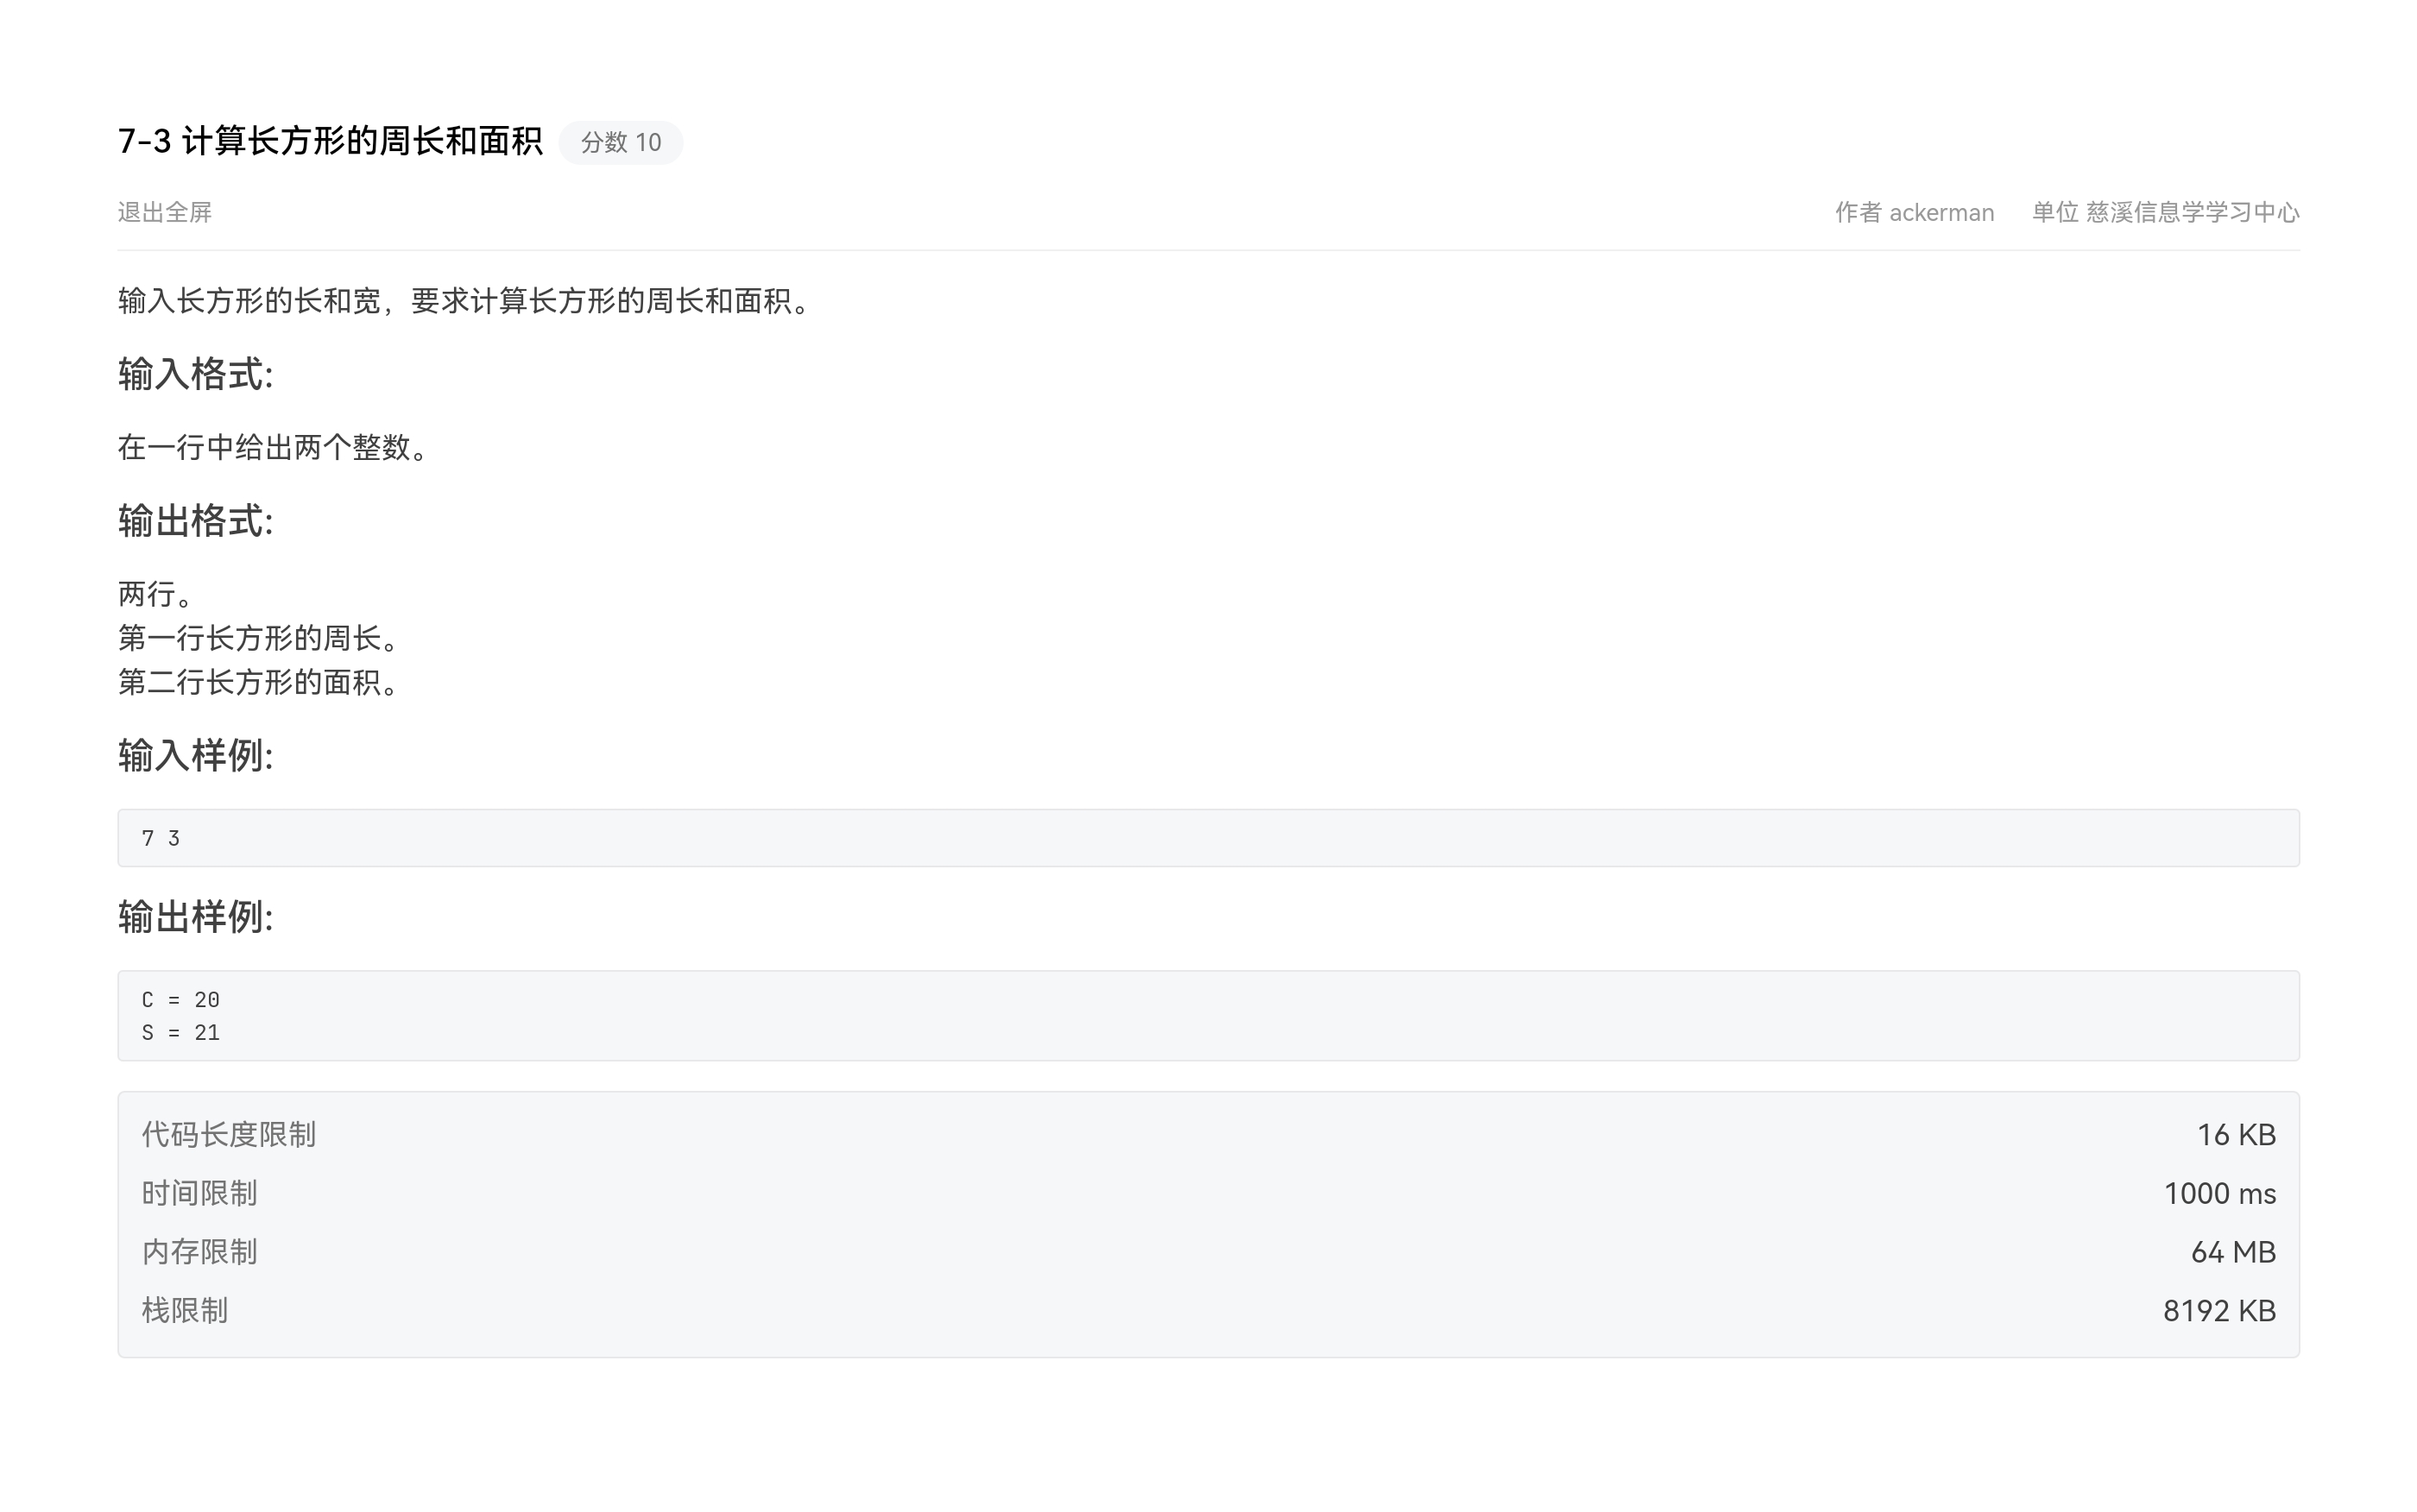 7-3 计算长方形的周长和面积 分数 10
退出全屏 作者 ackerman 单位 慈溪信息学学习中心
输入长方形的长和宽，要求计算长方形的周长和面积。
输入格式:
在一行中给出两个整数。
输出格式:
两行。
第一行长方形的周长。
第二行长方形的面积。
输入样例:
7 3
输出样例:
C = 20
S = 21
代码长度限制 16 KB
时间限制 1000 ms
内存限制 64 MB
栈限制 8192 KB